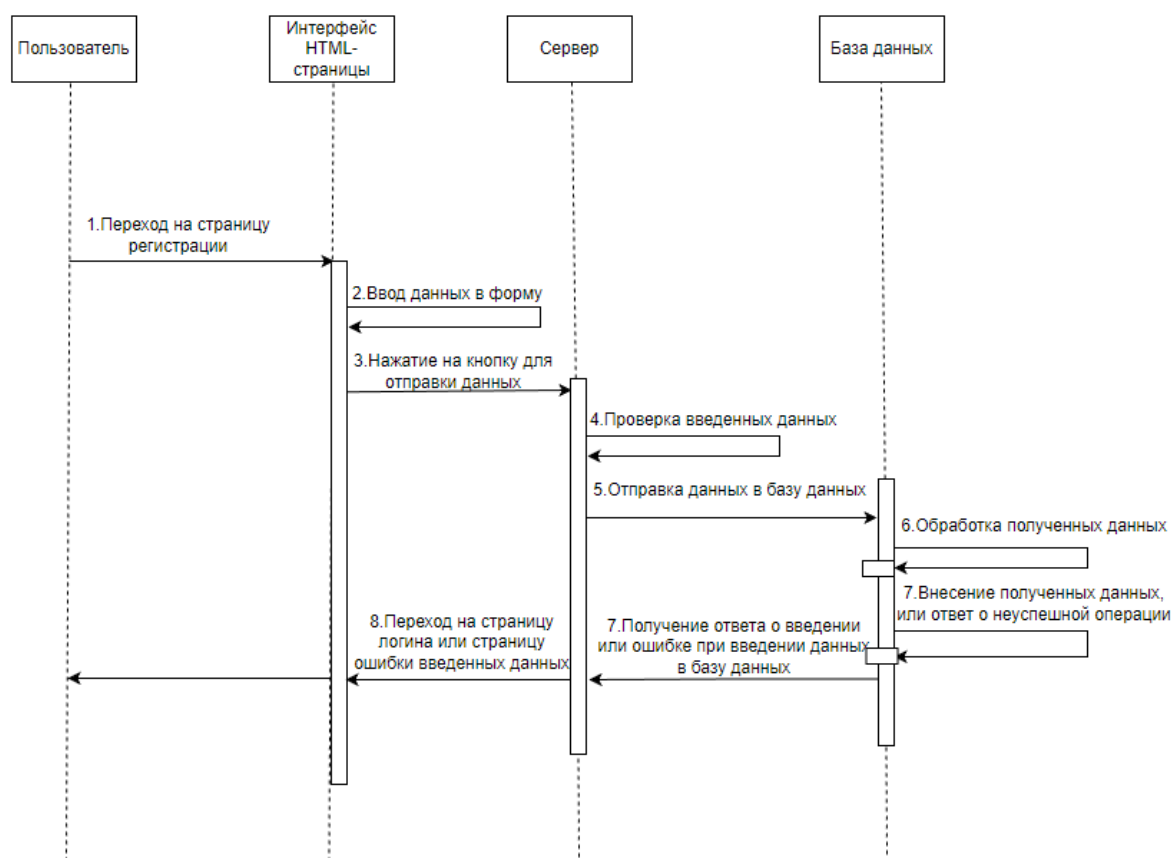 Пользователь
Интерфейс
HTML-
страницы
Сервер
База данных
1.Переход на страницу
регистрации
2.Ввод данных в форму
3.Нажатие на кнопку для
отправки данных
4.Проверка введенных данных
5.Отправка данных в базу данных
6.Обработка полученных данных
7.Внесение полученных данных,
или ответ о неуспешной операции
7.Получение ответа о введении
или ошибке при введении данных
в базу данных
8.Переход на страницу
логина или страницу
ошибки введенных данных